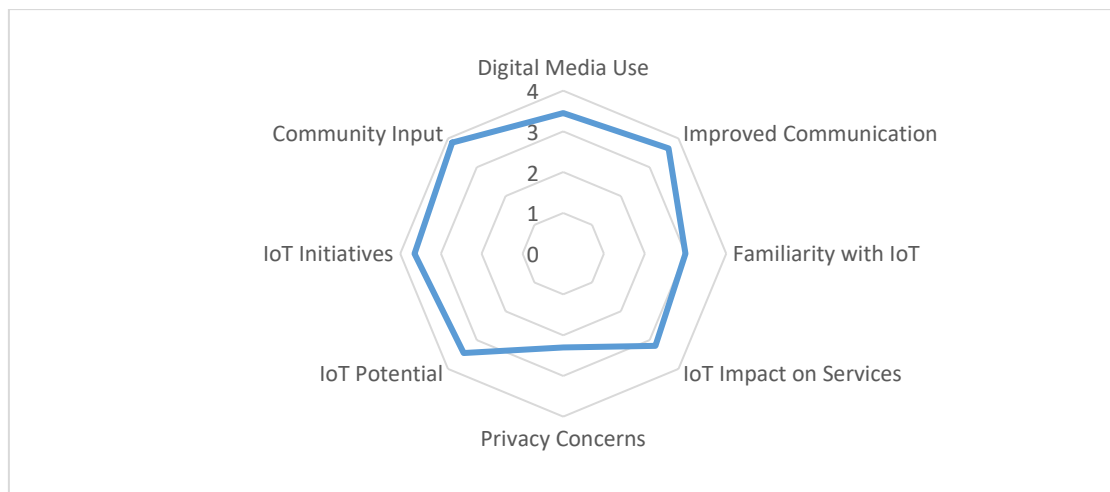 Digital Media Use
4
Community Input
Improved Communication
3
2
1
IoT Initiatives
0
Familiarity with IoT
IoT Potential
IoT Impact on Services
Privacy Concerns